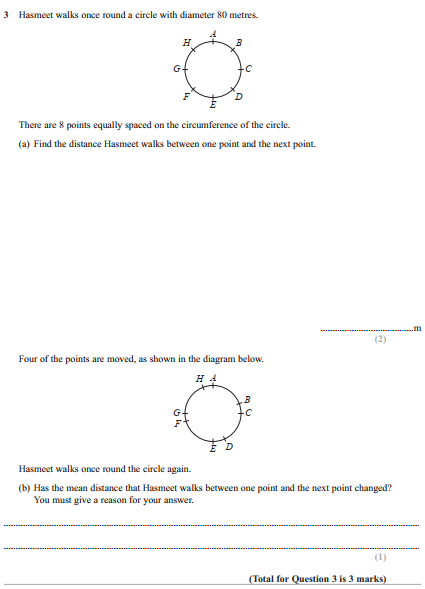 3 Hasmeet walks once round a circle with diameter 80 metres.
A
H B
G C
F D
E
There are 8 points equally spaced on the circumference of the circle.
(a) Find the distance Hasmeet walks between one point and the next point.
....................................... m
(2)
Four of the points are moved, as shown in the diagram below.
H A
B
G C
F
E D
Hasmeet walks once round the circle again.
(b) Has the mean distance that Hasmeet walks between one point and the next point changed?
You must give a reason for your answer.
(1)
(Total for Question 3 is 3 marks)